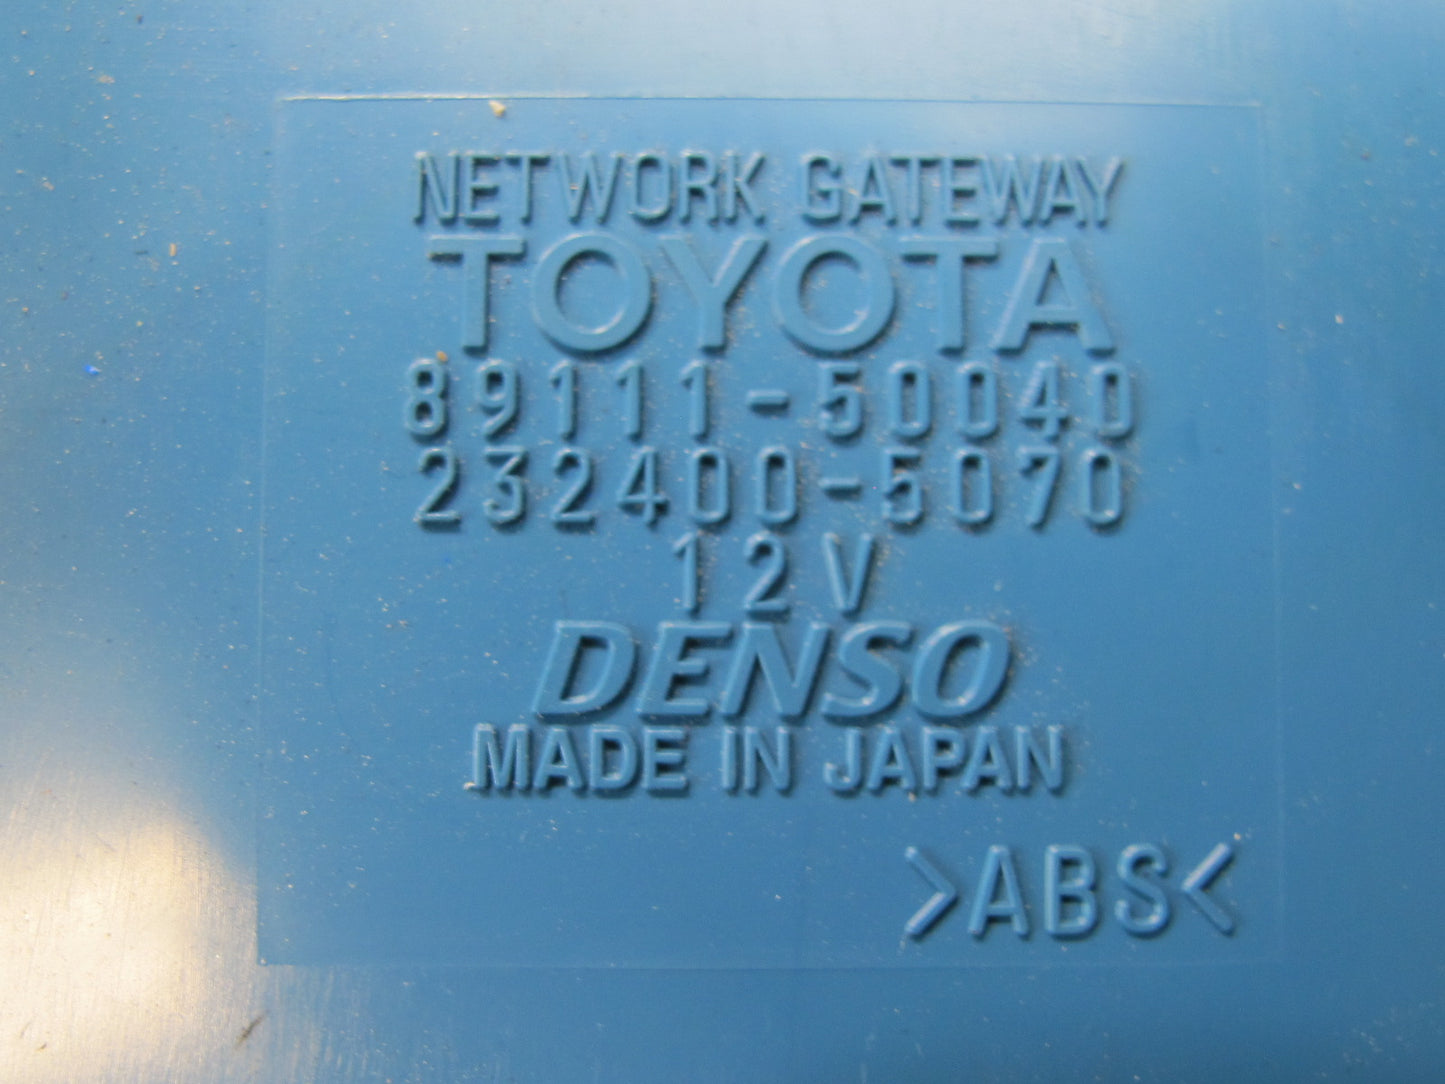 NETWORK GATEWAY
TOYOTA
89111-50040
232400-5070
12V
DENSO
MADE IN JAPAN
>ABS<